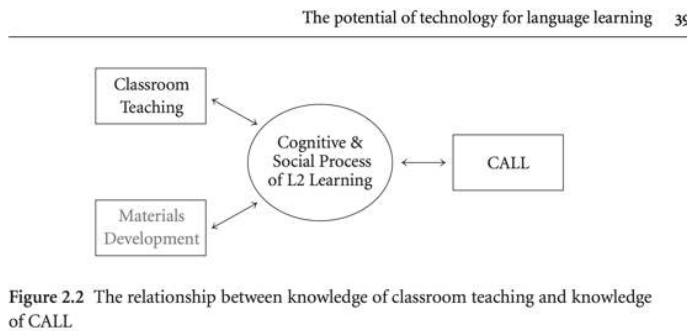 The potential of technology for language learning 39
Classroom
Teaching
Cognitive &
Social Process
of L2 Learning
CALL
Materials
Development
Figure 2.2 The relationship between knowledge of classroom teaching and knowledge
of CALL